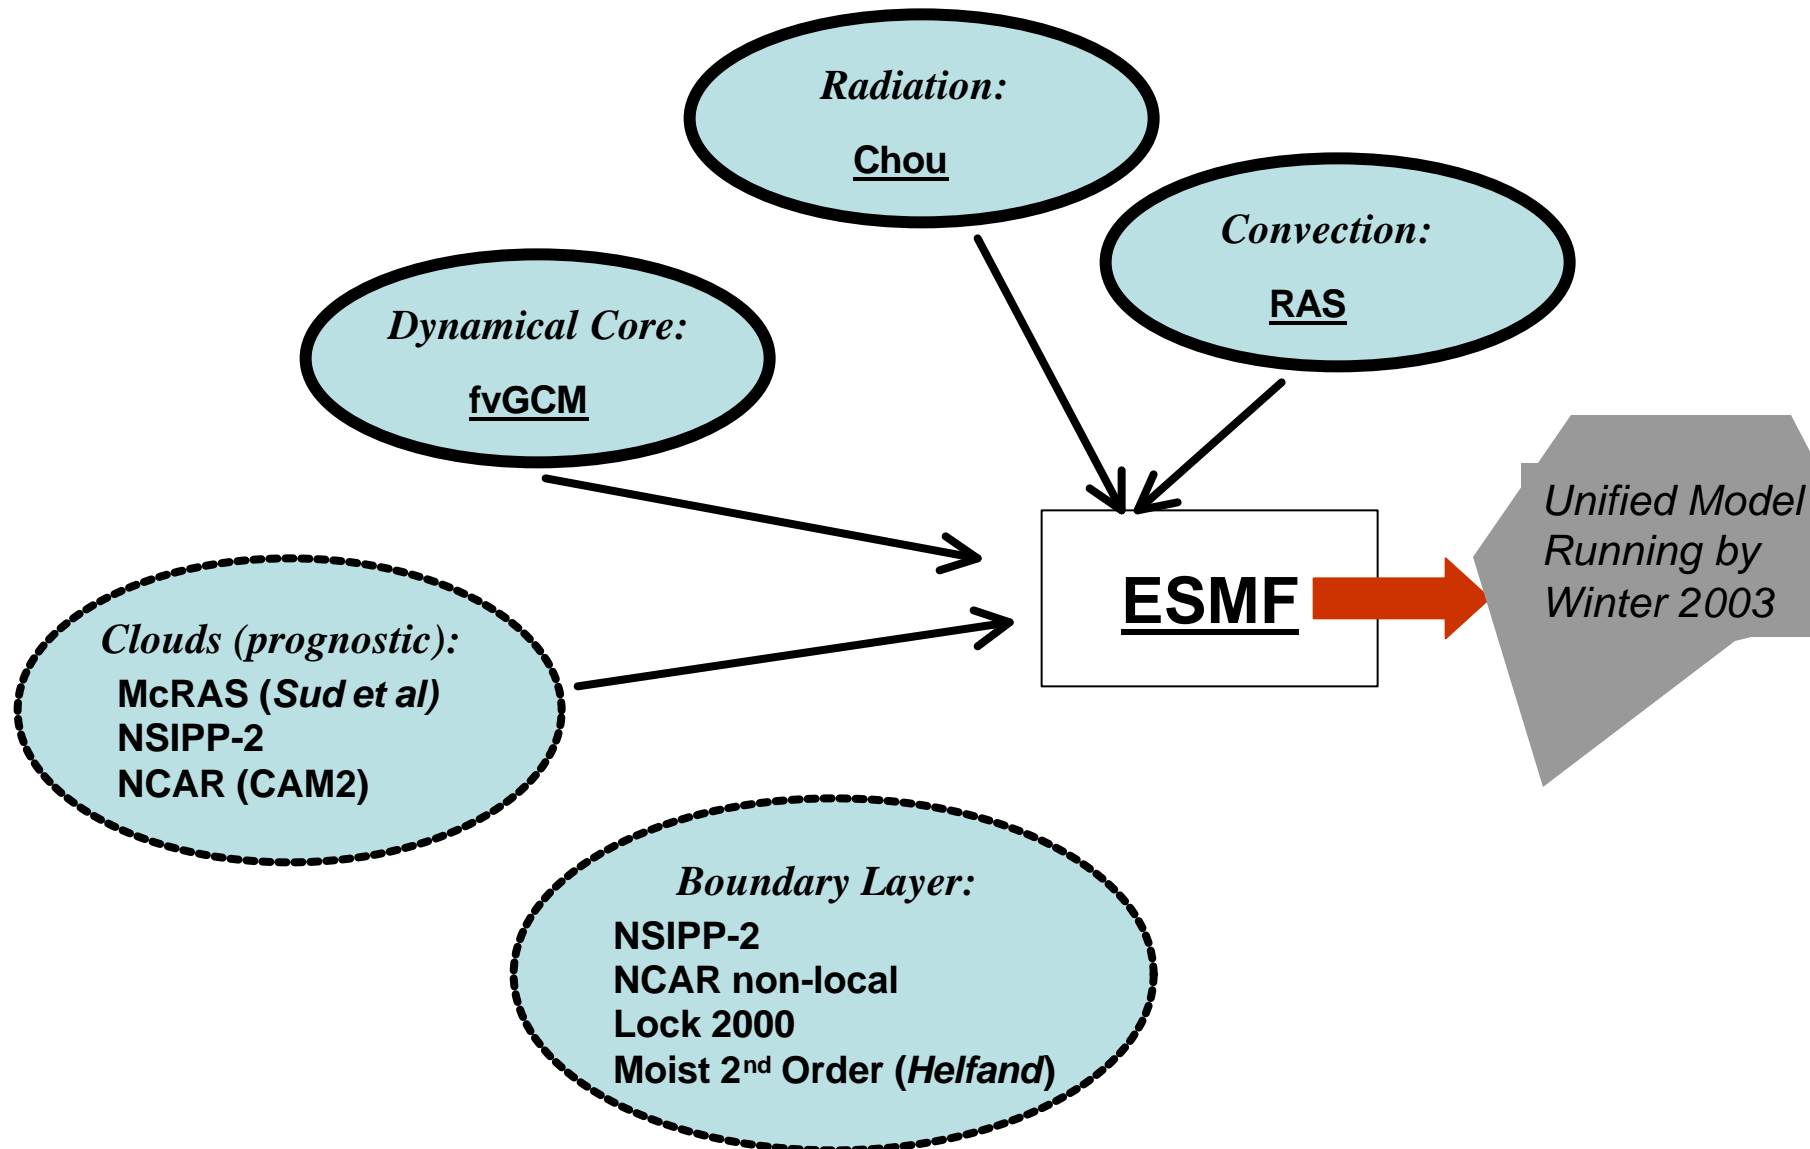 Radiation:
Chou
Convection:
RAS
Dynamical Core:
fvGCM
Unified Model
Running by
Winter 2003
ESMF
Clouds (prognostic):
McRAS (Sud et al)
NSIPP-2
NCAR (CAM2)
Boundary Layer:
NSIPP-2
NCAR non-local
Lock 2000
Moist 2nd Order (Helfand)